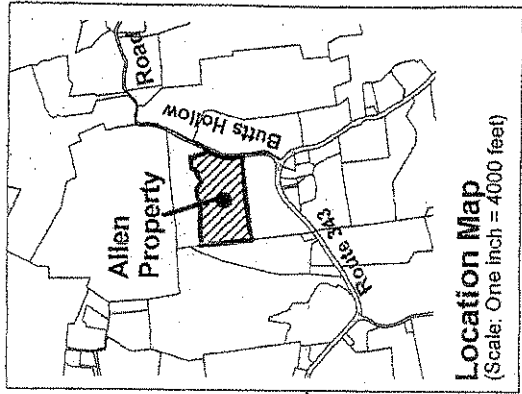 Road
Butts Hollow
Allen
Property
Route 343
Location Map
(Scale: One Inch = 4000 feet)